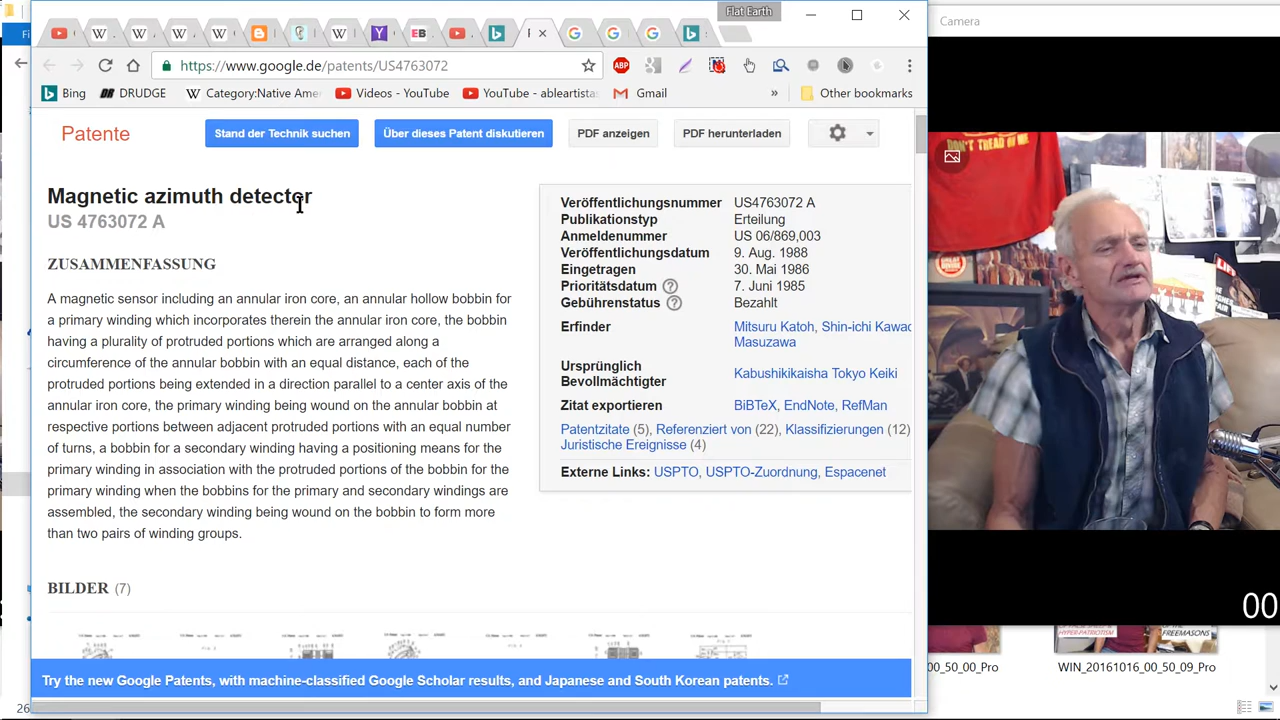 Flat Earth
Camera
Fi
https://www.google.de/patents/US4763072
ABP
Bing
DRUDGE
Category:Native Ame
Videos - YouTube
YouTube - ableartistas
Gmail
»
Other bookmarks
Patente
Stand der Technik suchen
Über dieses Patent diskutieren
PDF anzeigen
PDF herunterladen
Magnetic azimuth detector
US 4763072 A
ZUSAMMENFASSUNG
A magnetic sensor including an annular iron core, an annular hollow bobbin for
a primary winding which incorporates therein the annular iron core, the bobbin
having a plurality of protruded portions which are arranged along a
circumference of the annular bobbin with an equal distance, each of the
protruded portions being extended in a direction parallel to a center axis of the
annular iron core, the primary winding being wound on the annular bobbin at
respective portions between adjacent protruded portions with an equal number
of turns, a bobbin for a secondary winding having a positioning means for the
primary winding in association with the protruded portions of the bobbin for the
primary winding when the bobbins for the primary and secondary windings are
assembled, the secondary winding being wound on the bobbin to form more
than two pairs of winding groups.
BILDER (7)
Veröffentlichungsnummer US4763072 A
Publikationstyp Erteilung
Anmeldenummer US 06/869,003
Veröffentlichungsdatum 9. Aug. 1988
Eingetragen 30. Mai 1986
Prioritätsdatum 7. Juni 1985
Gebührenstatus Bezahlt
Erfinder Mitsuru Katoh, Shin-ichi Kawad
Masuzawa
Ursprünglich
Bevollmächtigter Kabushikikaisha Tokyo Keiki
Zitat exportieren BiBTeX, EndNote, RefMan
Patentzitate (5), Referenziert von (22), Klassifizierungen (12)
Juristische Ereignisse (4)
Externe Links: USPTO, USPTO-Zuordnung, Espacenet
Try the new Google Patents, with machine-classified Google Scholar results, and Japanese and South Korean patents.
DON'T TREAD ON ME
00
HYPER-PATRIOTISM
FREEMASONS
00_50_00_Pro
WIN_20161016_00_50_09_Pro
26